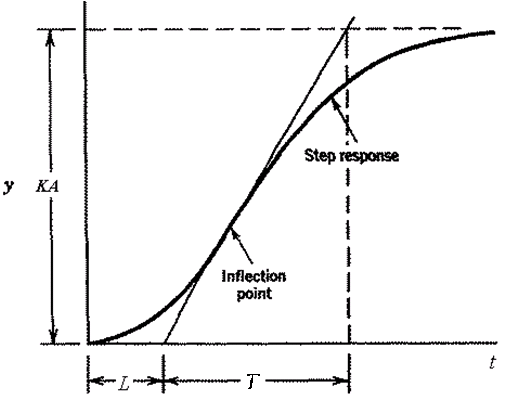 y
KA
Step response
Inflection
point
t
L
T